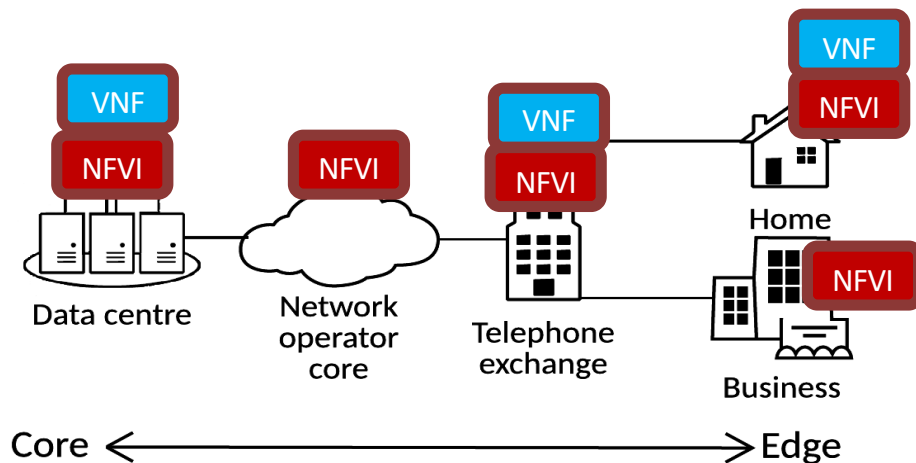 VNF
NFVI
Data centre
NFVI
Network
operator
core
VNF
NFVI
Telephone
exchange
VNF
NFVI
Home
NFVI
Business
Core
Edge